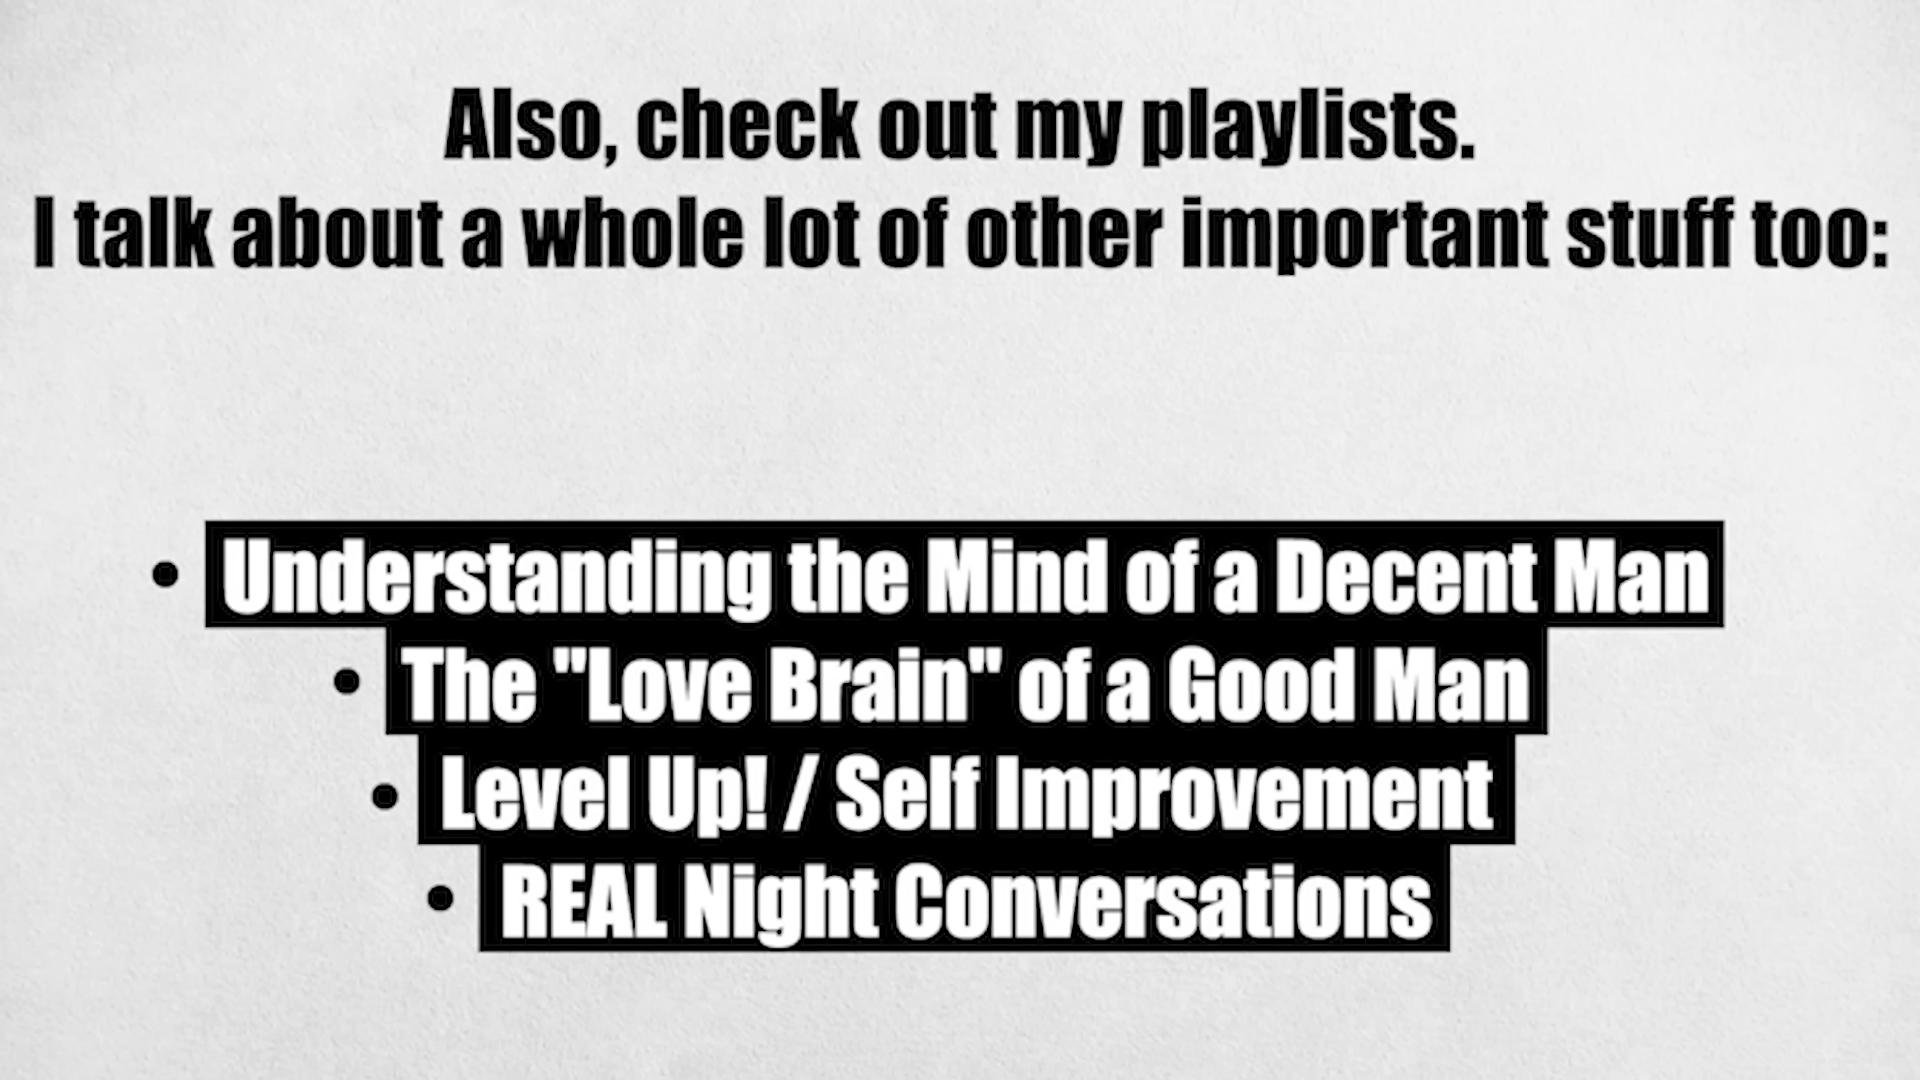 Also, check out my playlists.
I talk about a whole lot of other important stuff too:
• Understanding the Mind of a Decent Man
• The "Love Brain" of a Good Man
• Level Up! / Self Improvement
• REAL Night Conversations